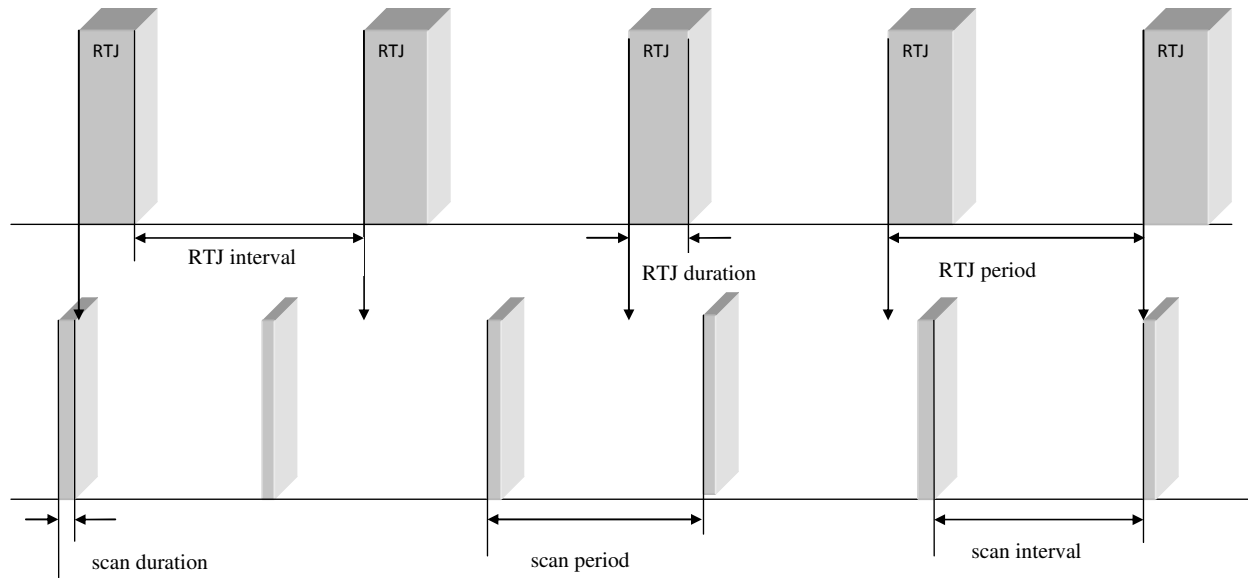 RTJ
RTJ
RTJ
RTJ
RTJ
RTJ interval
RTJ duration
RTJ period
scan duration
scan period
scan interval